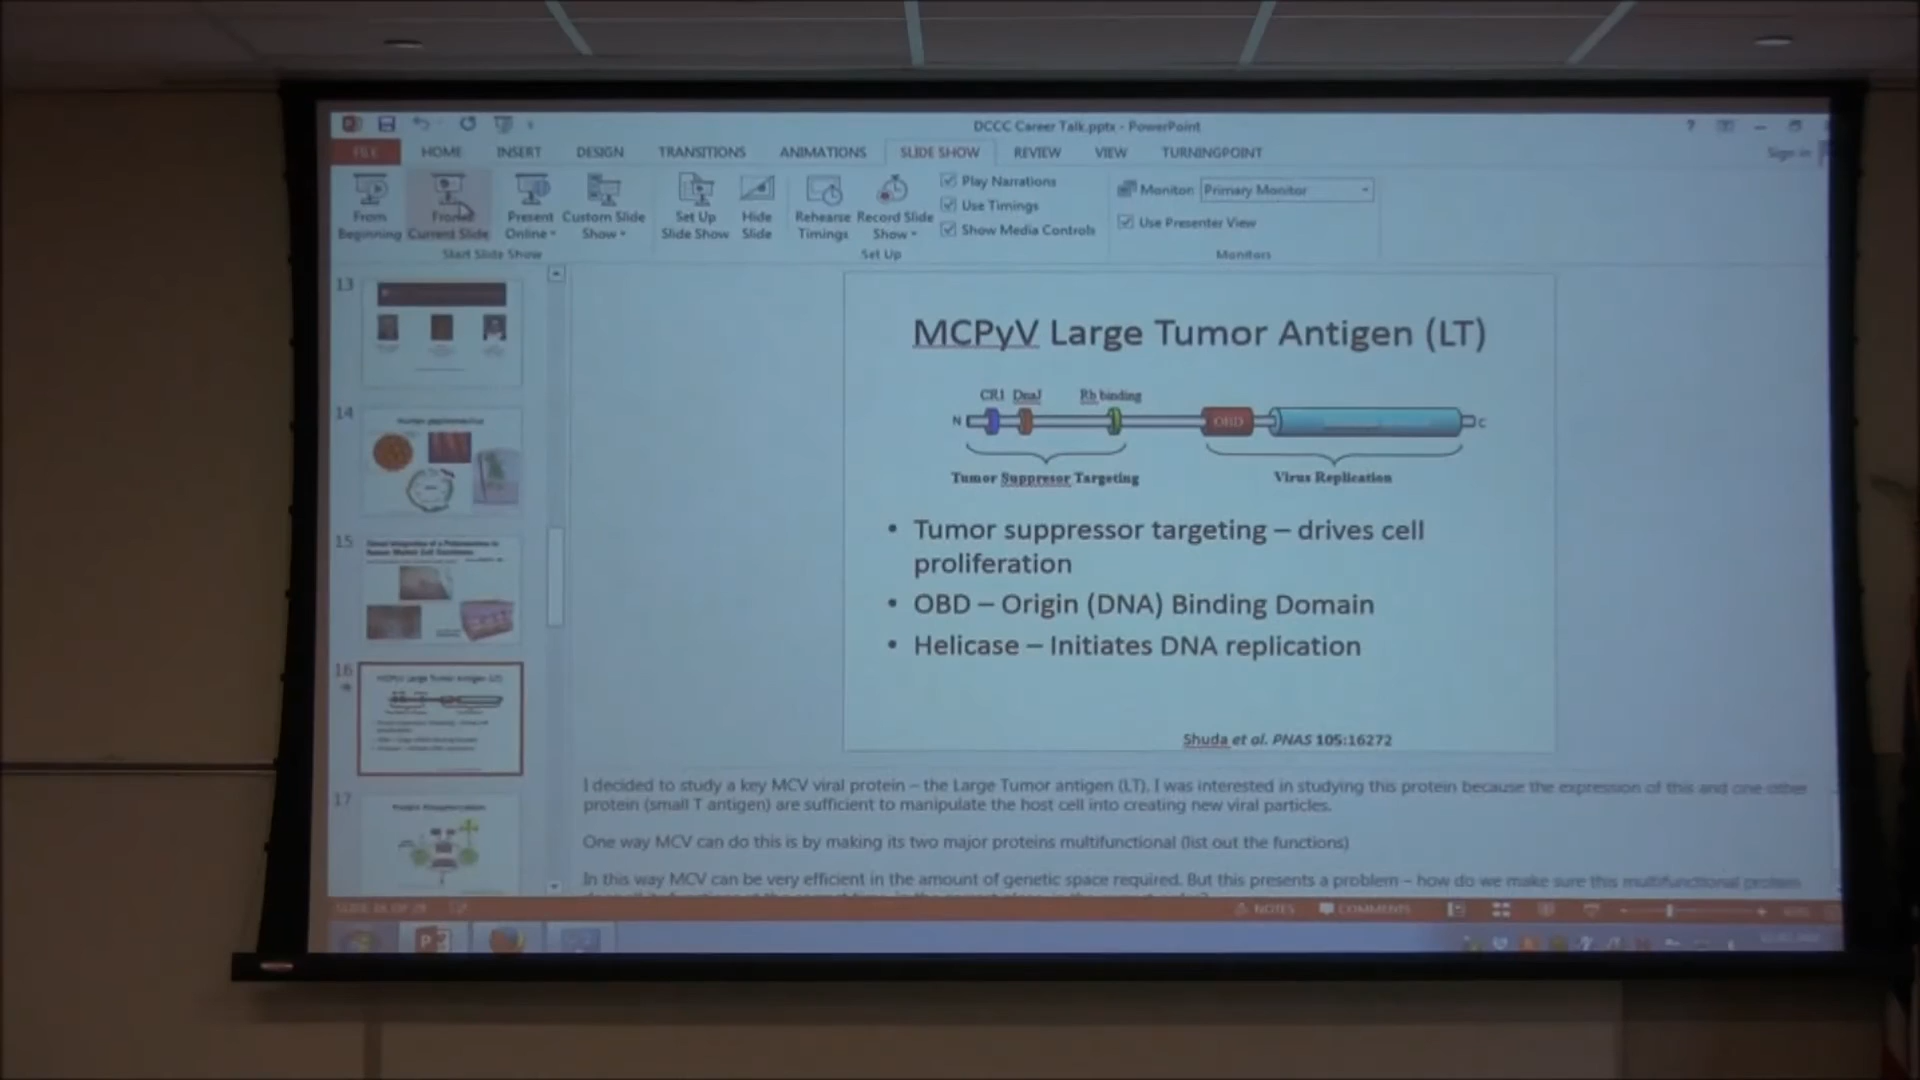 DCCC Career Talk.pptx - PowerPoint
?
FILE HOME INSERT DESIGN TRANSITIONS ANIMATIONS SLIDE SHOW REVIEW VIEW TURNINGPOINT
Sign in
From Beginning
From Current Slide
Present Online
Custom Slide Show
Set Up Slide Show
Hide Slide
Rehearse Timings
Record Slide Show
Play Narrations
Use Timings
Show Media Controls
Monitor: Primary Monitor
Use Presenter View
Start Slide Show
Set Up
Monitors
13
14
15
16
MCPyV Large Tumor Antigen (LT)
17
MCPyV Large Tumor Antigen (LT)
CR1 DnaJ Rb binding
N OBD C
Tumor Suppresor Targeting Virus Replication
• Tumor suppressor targeting – drives cell
proliferation
• OBD – Origin (DNA) Binding Domain
• Helicase – Initiates DNA replication
Shuda et al. PNAS 105:16272
I decided to study a key MCV viral protein – the Large Tumor antigen (LT). I was interested in studying this protein because the expression of this and one other
protein (small T antigen) are sufficient to manipulate the host cell into creating new viral particles.
One way MCV can do this is by making its two major proteins multifunctional (list out the functions)
In this way MCV can be very efficient in the amount of genetic space required. But this presents a problem – how do we make sure this multifunctional protein
NOTES COMMENTS